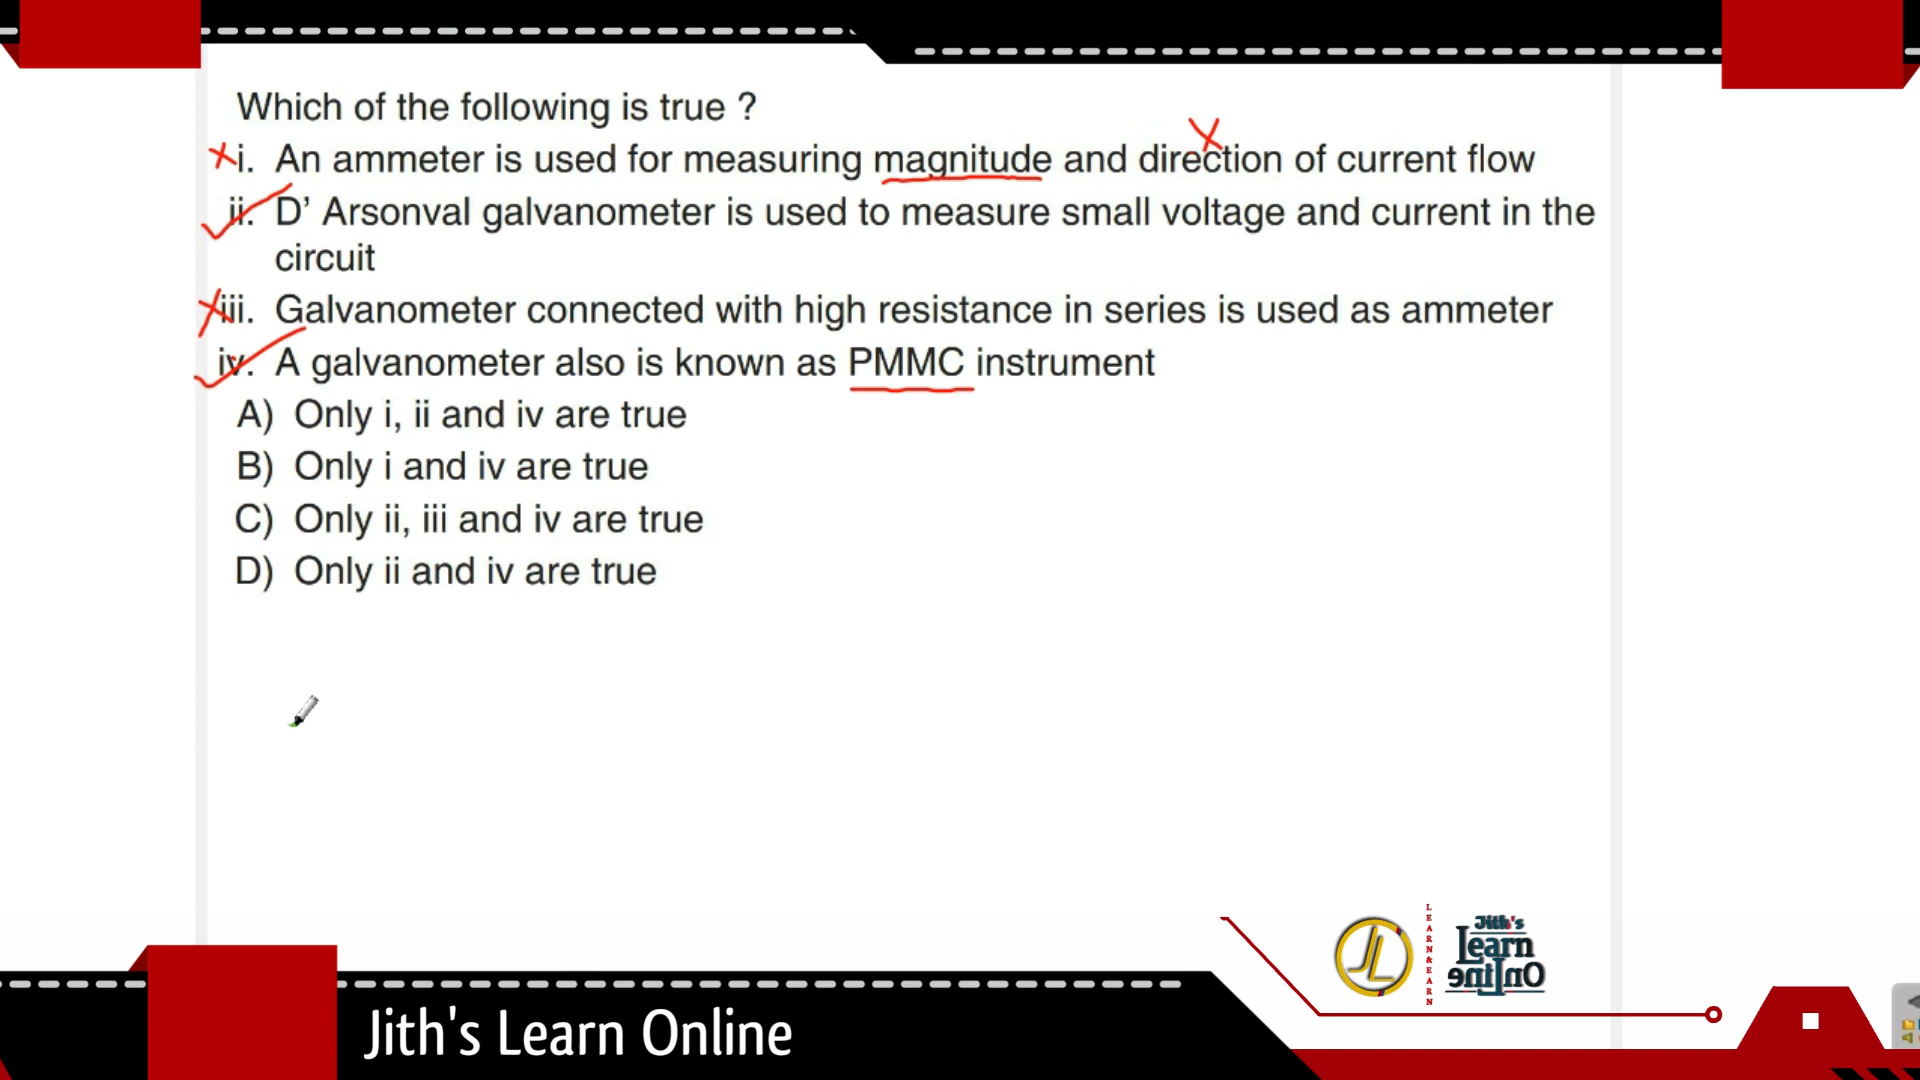 Which of the following is true ?
i. An ammeter is used for measuring magnitude and direction of current flow
ii. D' Arsonval galvanometer is used to measure small voltage and current in the
circuit
iii. Galvanometer connected with high resistance in series is used as ammeter
iv. A galvanometer also is known as PMMC instrument
A) Only i, ii and iv are true
B) Only i and iv are true
C) Only ii, iii and iv are true
D) Only ii and iv are true
JL
LEARN&EARN
Jith's
Learn
OnLine
Jith's Learn Online